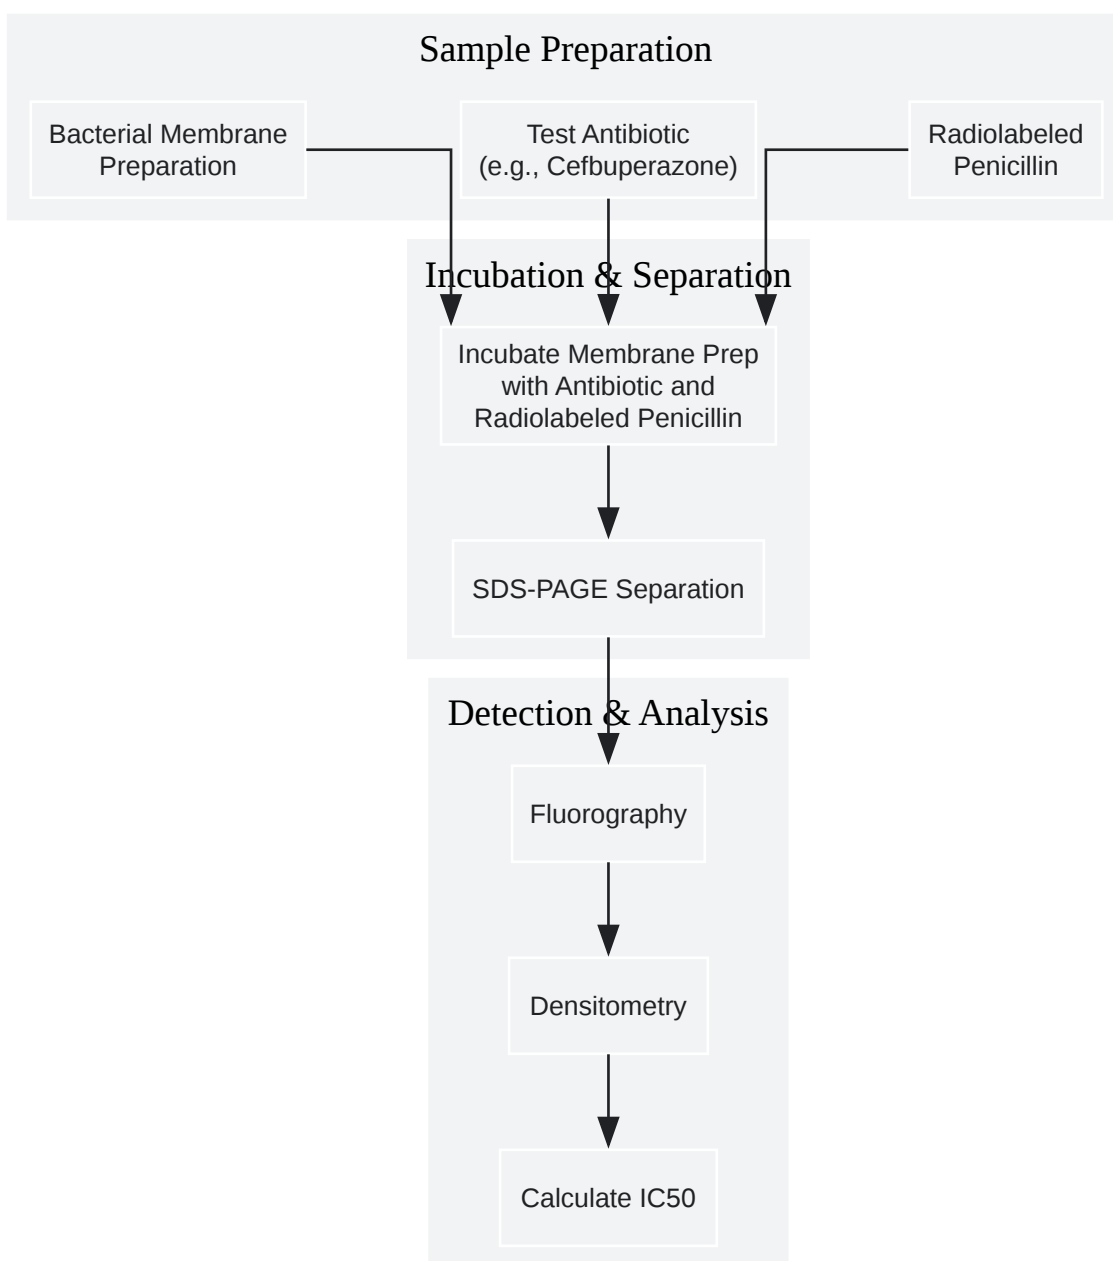 Sample Preparation
Bacterial Membrane
Preparation
Test Antibiotic
(e.g., Cefbuperazone)
Radiolabeled
Penicillin
Incubation & Separation
Incubate Membrane Prep
with Antibiotic and
Radiolabeled Penicillin
SDS-PAGE Separation
Detection & Analysis
Fluorography
Densitometry
Calculate IC50